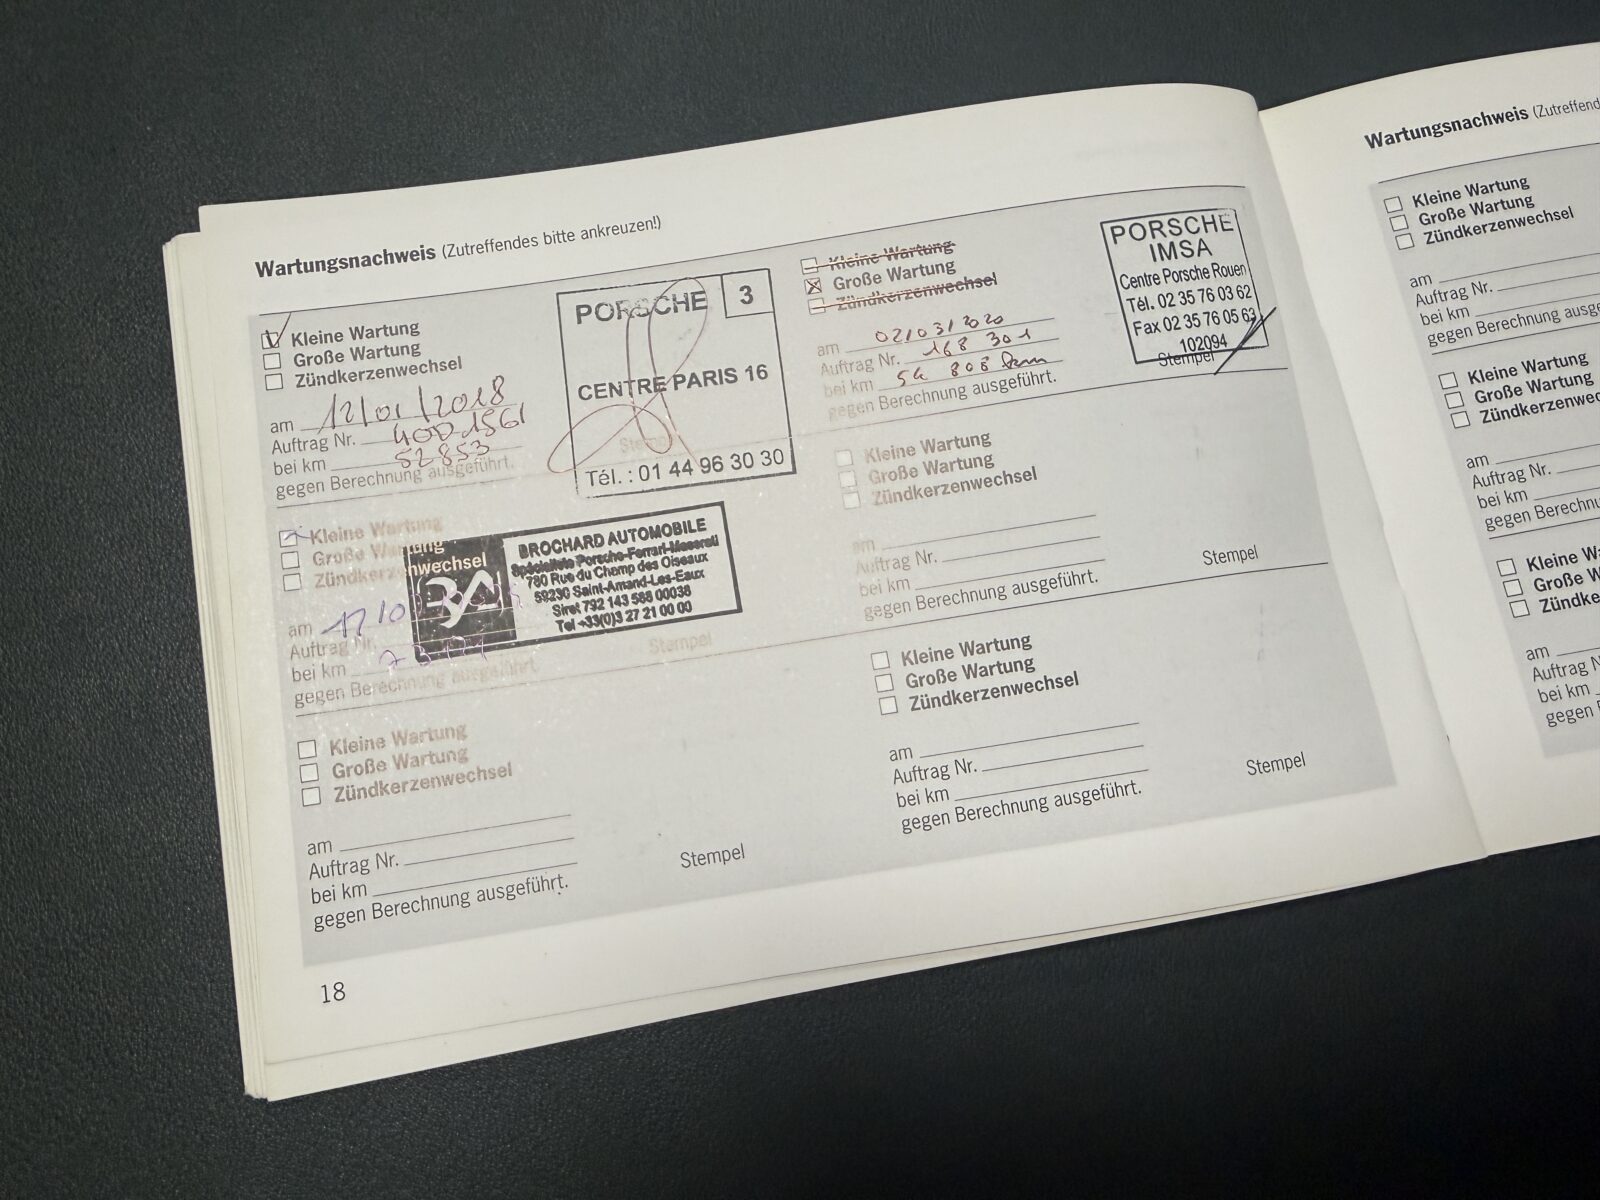 Wartungsnachweis (Zutreffendes bitte ankreuzen!)
Kleine Wartung
Große Wartung
Zündkerzenwechsel
am 12/01/2018
Auftrag Nr. 400 1561
bei km 52853
gegen Berechnung ausgeführt.
PORSCHE 3
CENTRE PARIS 16
Stempel
Tél. : 01 44 96 30 30
Kleine Wartung
Große Wartung
Zündkerzenwechsel
am 02/03/2020
Auftrag Nr. 168 301
bei km 54 808 km
gegen Berechnung ausgeführt.
PORSCHE
IMSA
Centre Porsche Rouen
Tél. 02 35 76 03 62
Fax 02 35 76 05 63
102094
Stempel
Kleine Wartung
Große Wartung
Zündkerzenwechsel
am
Auftrag Nr.
bei km
gegen Berechnung ausgeführt.
Stempel
BROCHARD AUTOMOBILE
Spécialiste Porsche-Ferrari-Maserati
780 Rue du Champ des Oiseaux
59230 Saint-Amand-Les-Eaux
Siret 792 143 588 00038
Tel +33(0)3 27 21 00 00
Kleine Wartung
Große Wartung
Zündkerzenwechsel
am
Auftrag Nr.
bei km
gegen Berechnung ausgeführt.
Stempel
Kleine Wartung
Große Wartung
Zündkerzenwechsel
am
Auftrag Nr.
bei km
gegen Berechnung ausgeführt.
Stempel
Kleine Wartung
Große Wartung
Zündkerzenwechsel
am
Auftrag Nr.
bei km
gegen Berechnung ausgeführt.
Stempel
18
Wartungsnachweis
Kleine Wartung
Große Wartung
Zündkerzenwechsel
am
Auftrag Nr.
bei km
gegen Berechnung
Kleine Wartung
Große Wartung
am
Auftrag Nr.
bei km
gegen
Kleine
Große
am
Auftrag
bei km
gegen